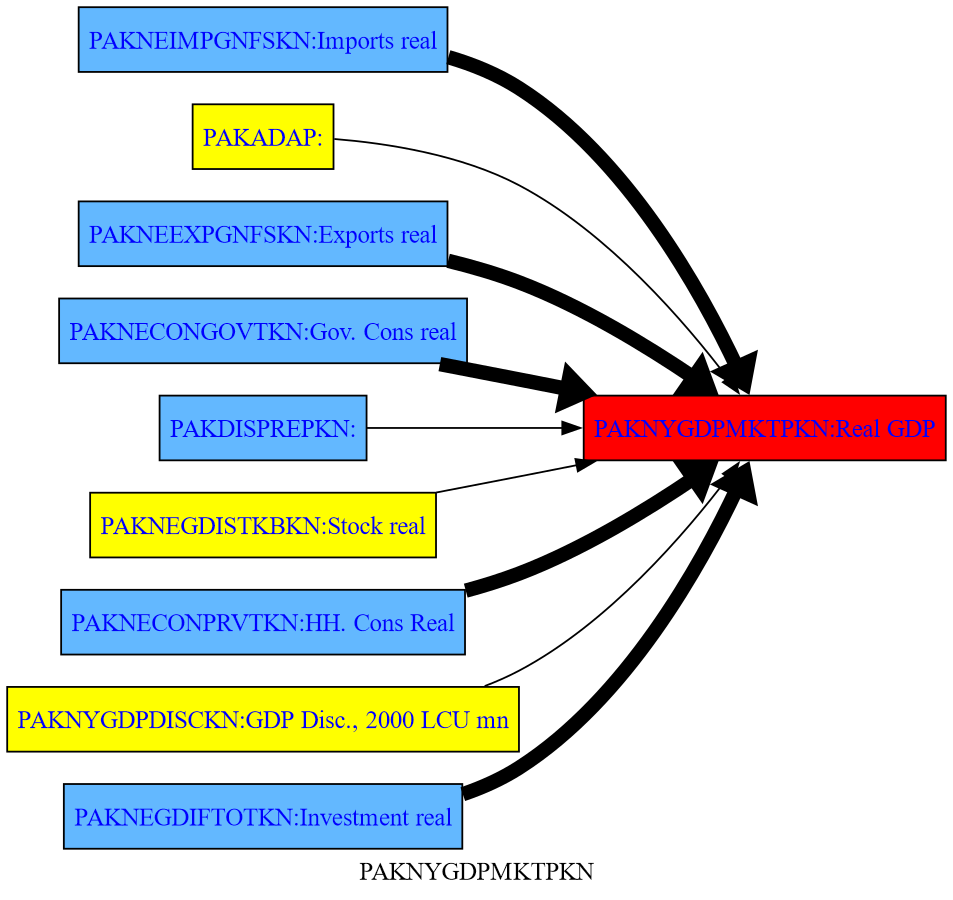 PAKNEIMPGNFSKN:Imports real
PAKADAP:
PAKNEEXPGNFSKN:Exports real
PAKNECONGOVTKN:Gov. Cons real
PAKDISPREPKN:
PAKNYGDPMKTPKN:Real GDP
PAKNEGDISTKBKN:Stock real
PAKNECONPRVTKN:HH. Cons Real
PAKNYGDPDISCKN:GDP Disc., 2000 LCU mn
PAKNEGDIFTOTKN:Investment real
PAKNYGDPMKTPKN